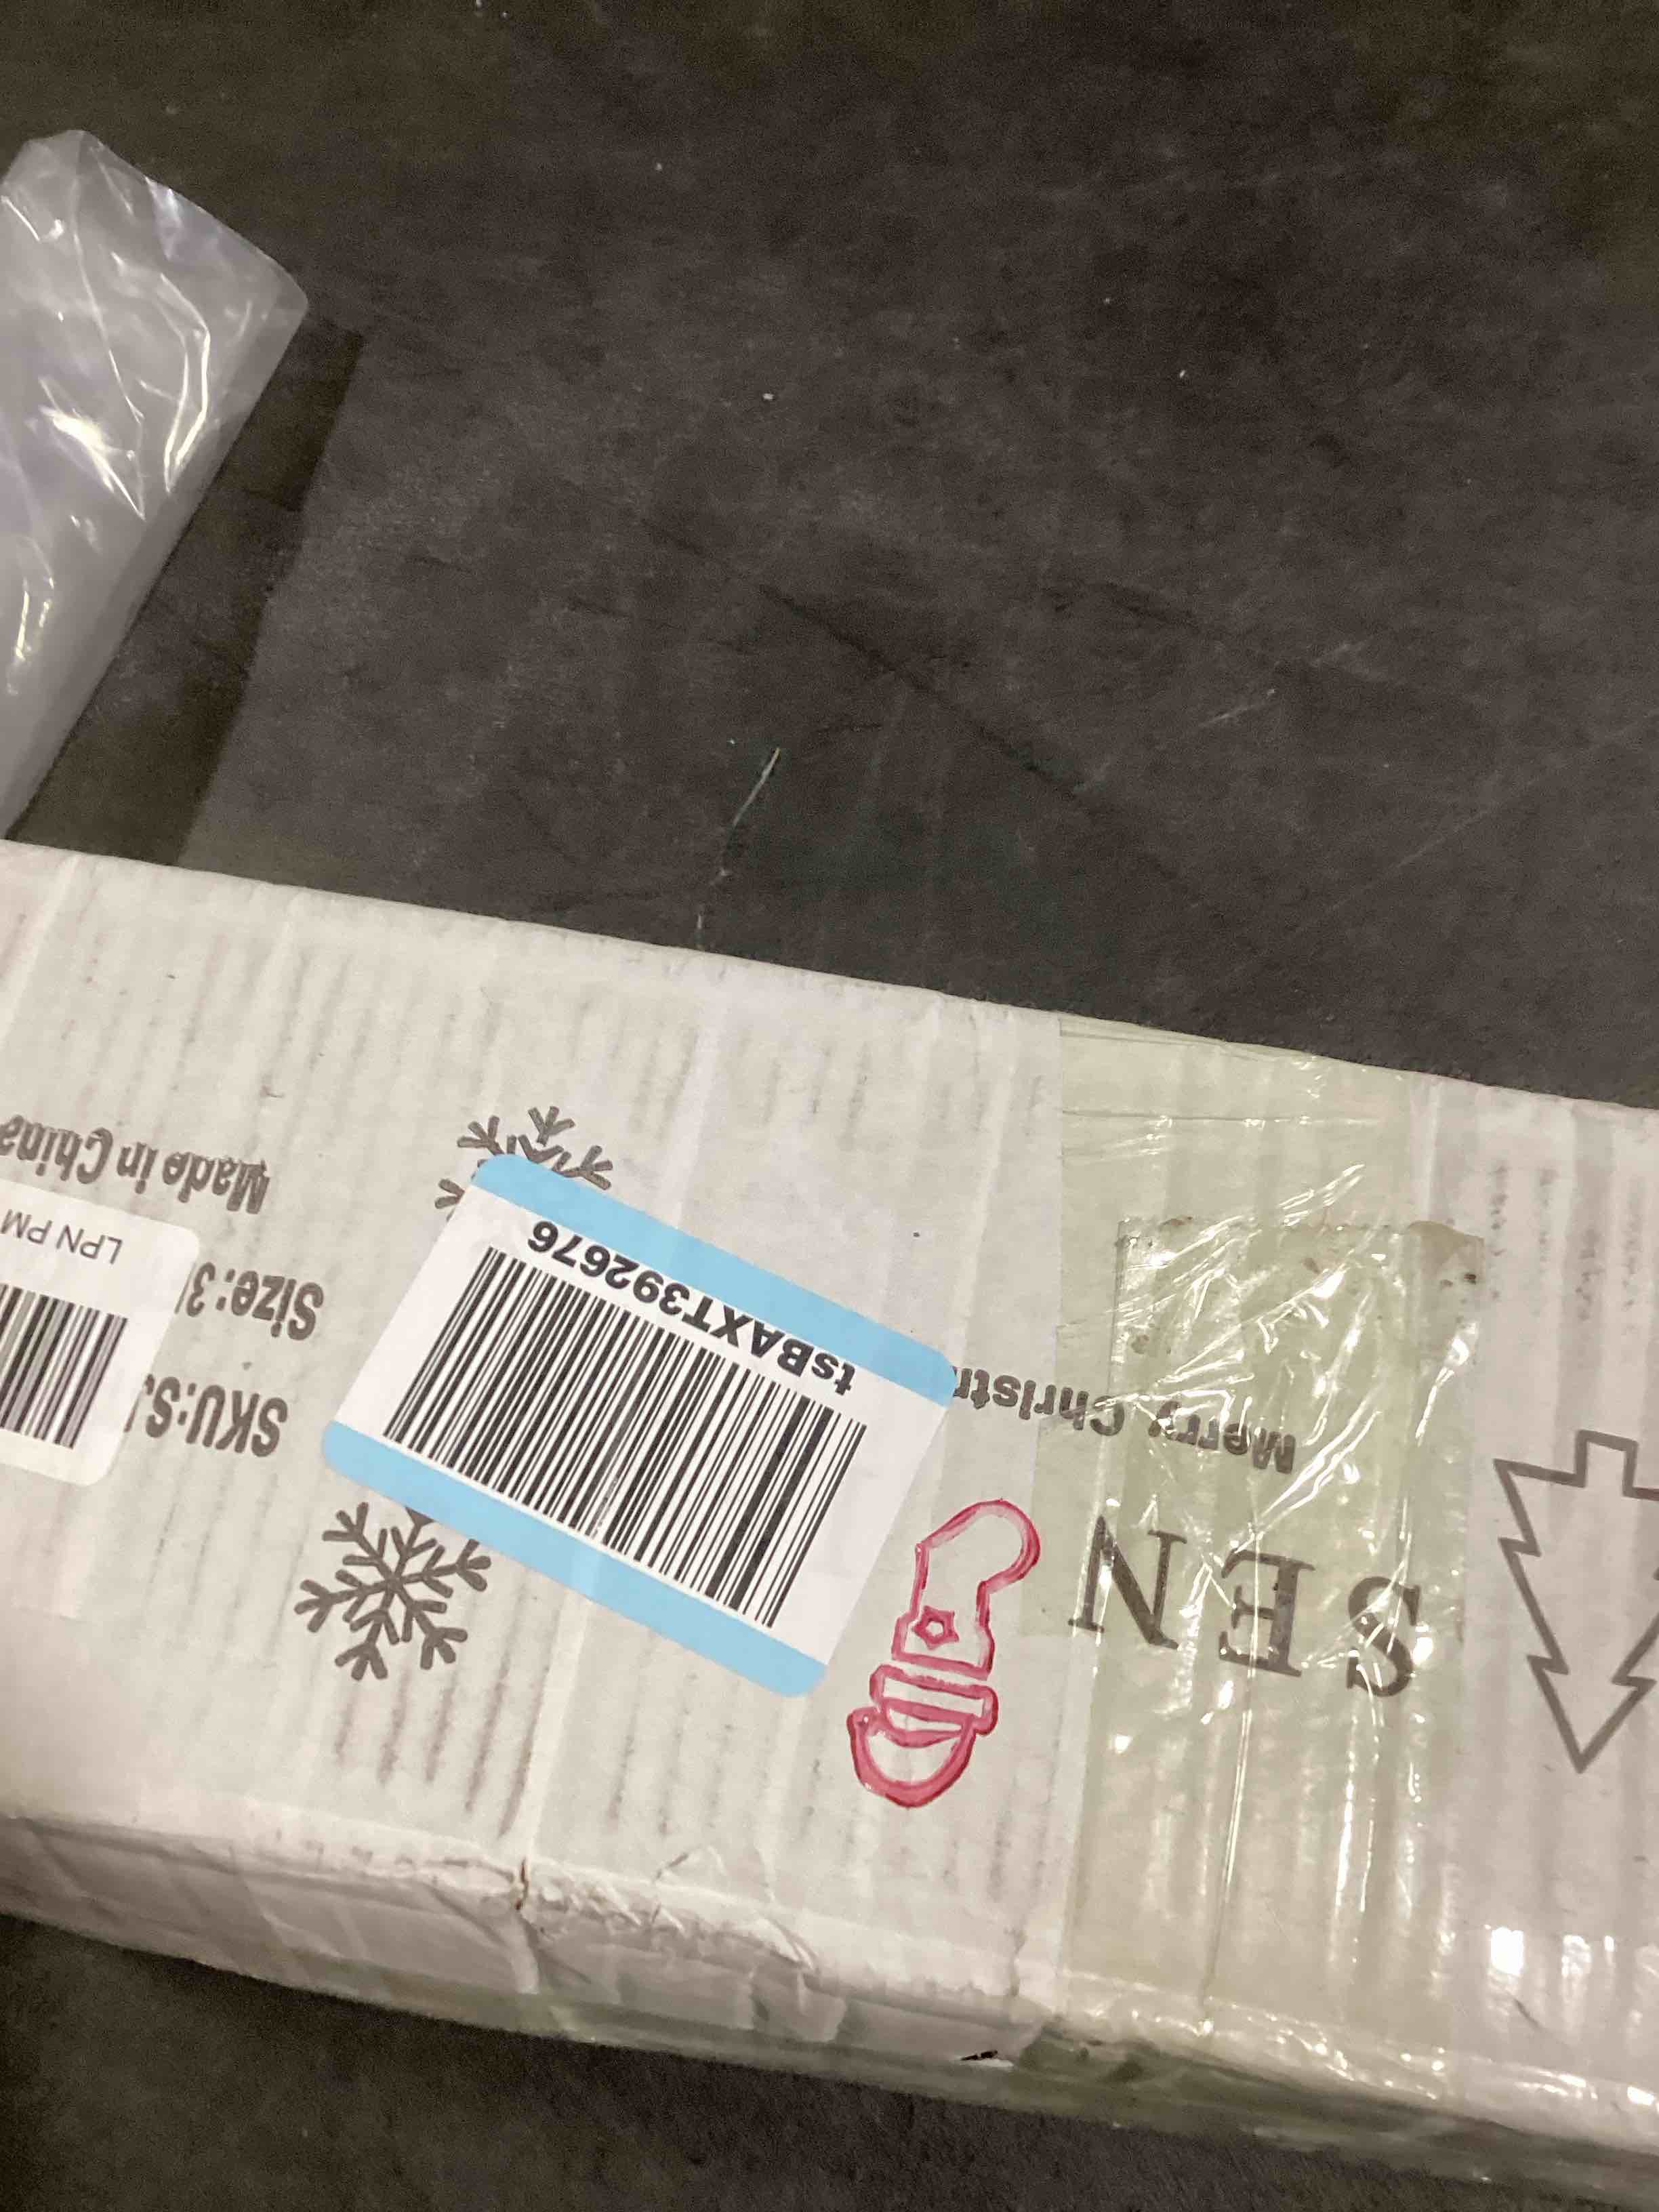 SEN
Merry Christm
tsBAXT392676
SKU:S
Size:3
Made in China
LPN PM